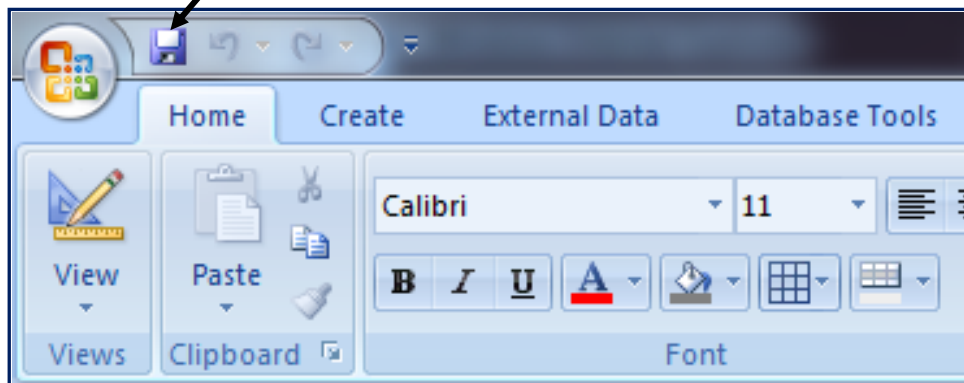 Home Create External Data Database Tools
Calibri 11
View Paste B I U A
Views Clipboard Font